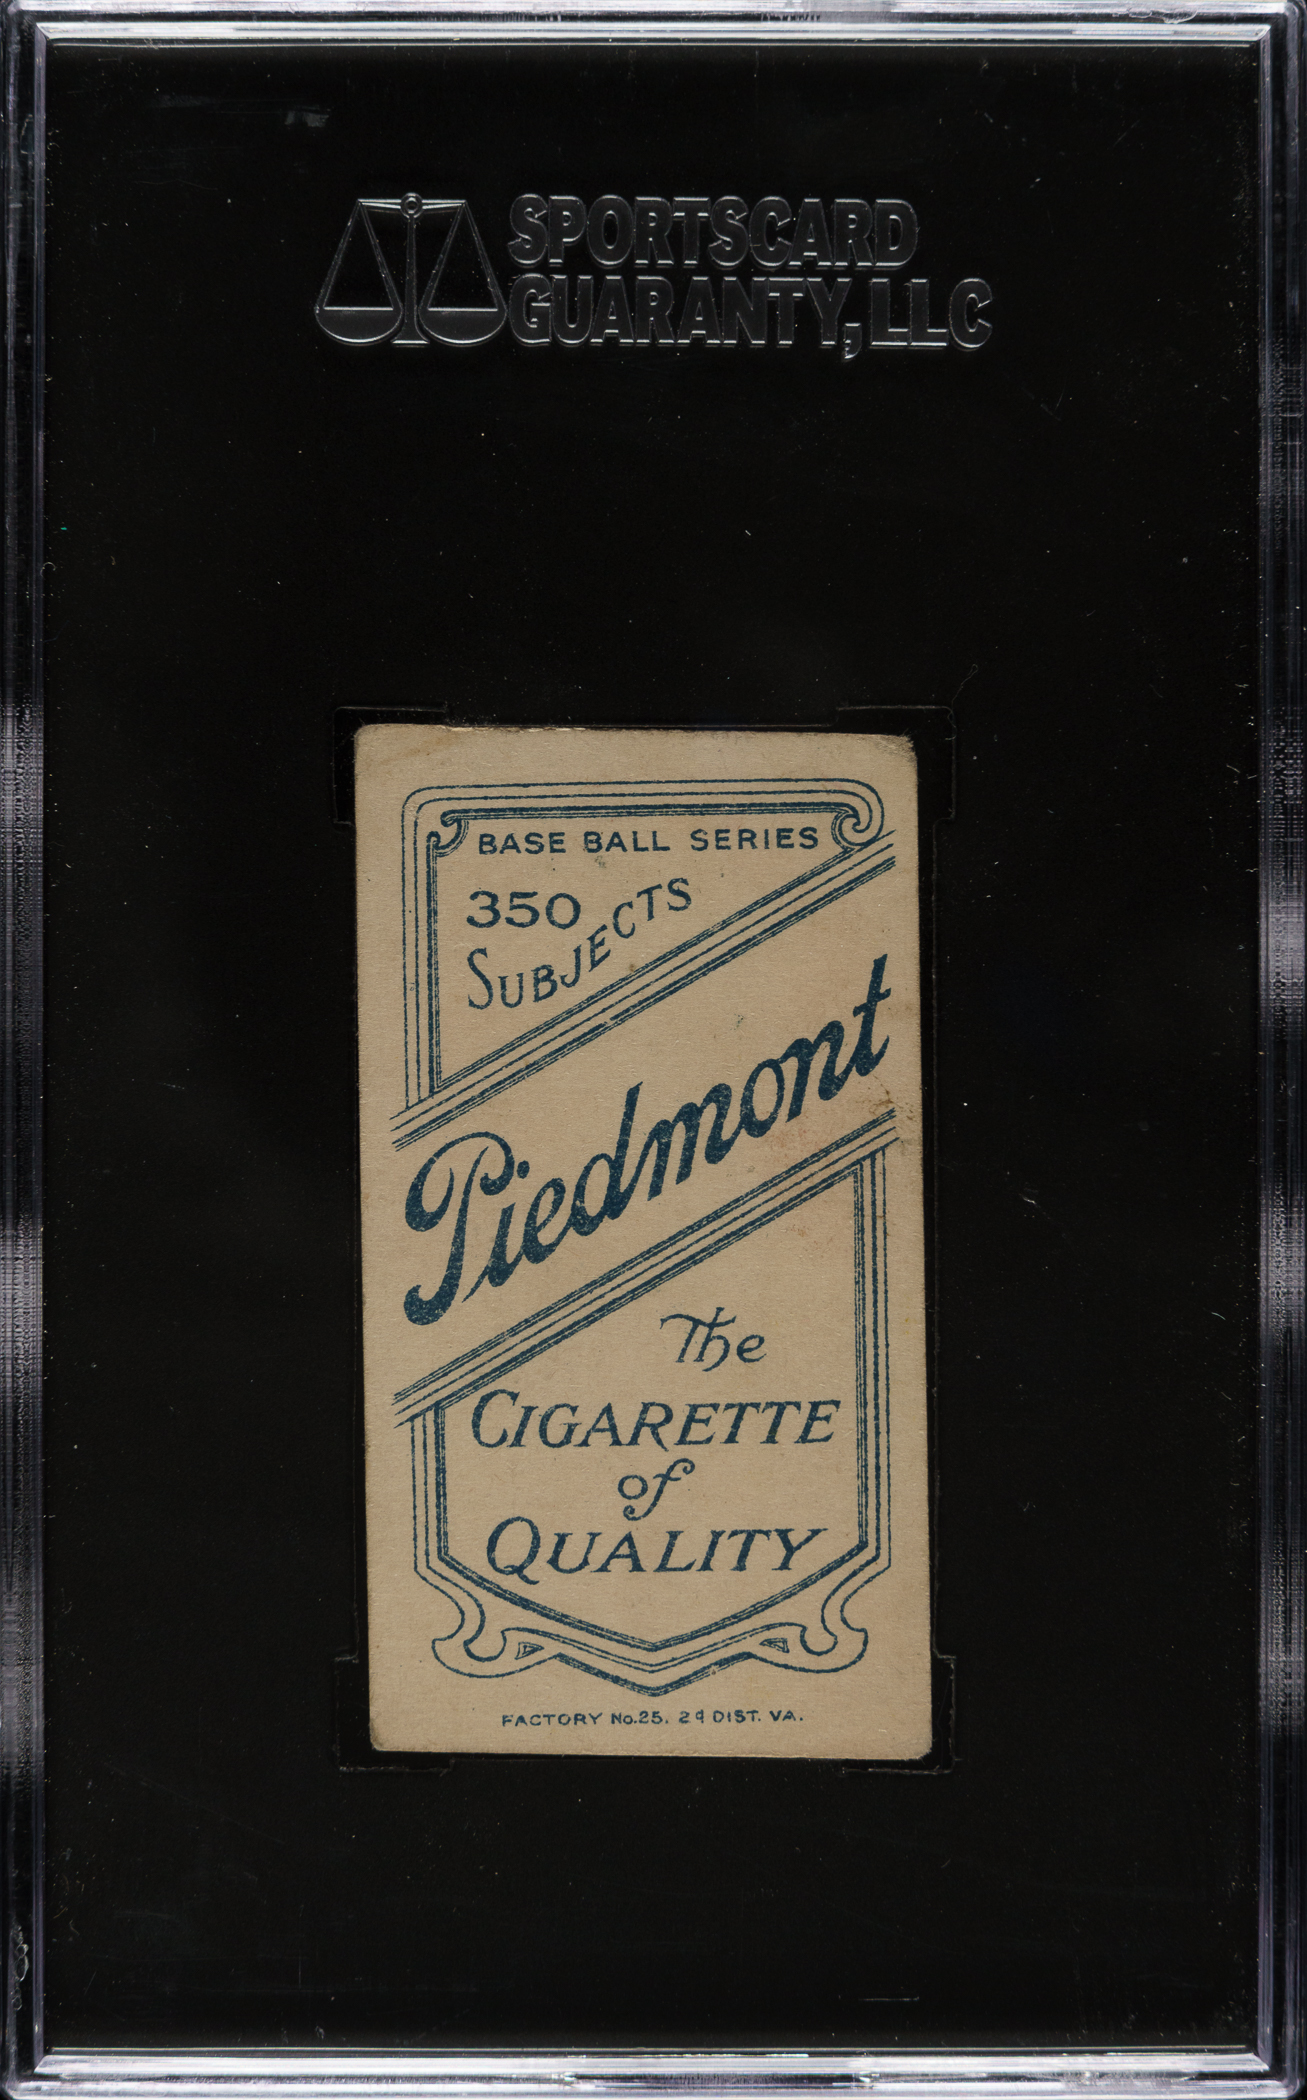 SPORTSCARD
GUARANTY, LLC
BASE BALL SERIES
350
SUBJECTS
Piedmont
The
CIGARETTE
of
QUALITY
FACTORY No.25. 2d DIST. VA.